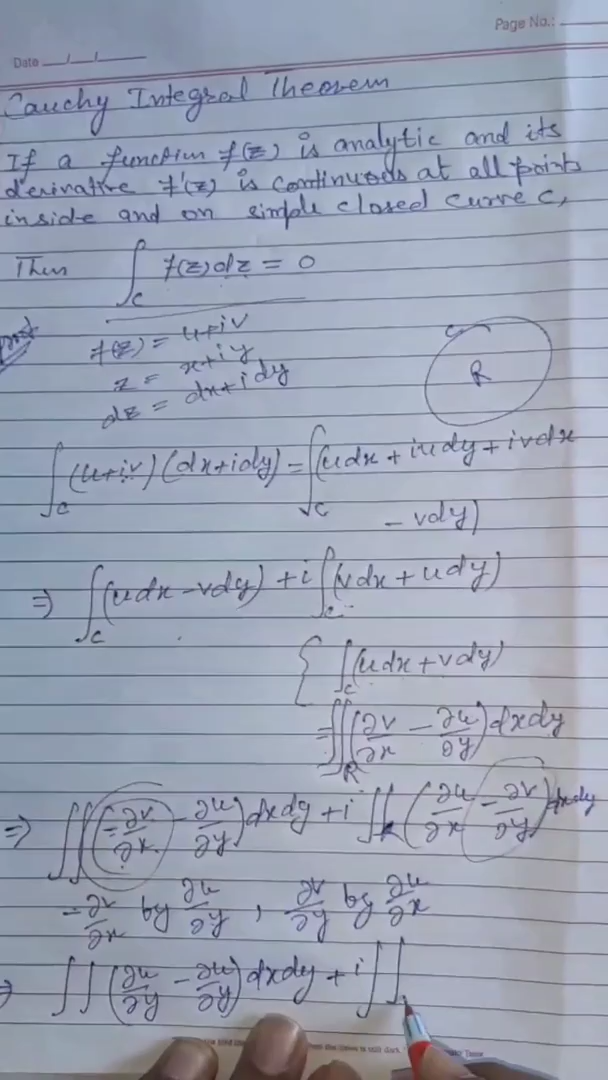 Page No.:
Date
Cauchy Integral Theorem
If a function f(z) is analytic and its
derivative f'(z) is continuous at all points
inside and on simple closed curve C,
Then ∫_C f(z)dz = 0
Proof
f(z) = u+iv
z = x+iy
dz = dx+idy
C
R
∫_C (u+iv)(dx+idy) = ∫_C (udx + iudy + ivdx
- vdy)
⇒ ∫_C (udx - vdy) + i ∫_C (vdx + udy)
{ ∫_C (udx + vdy)
= ∬_R (∂v/∂x - ∂u/∂y) dxdy
⇒ ∬ (-∂v/∂x - ∂u/∂y) dxdy + i ∬_R (∂u/∂x - ∂v/∂y) dxdy
-∂v/∂x by ∂u/∂y , ∂v/∂y by ∂u/∂x
⇒ ∬ (∂u/∂y - ∂u/∂y) dxdy + i ∬